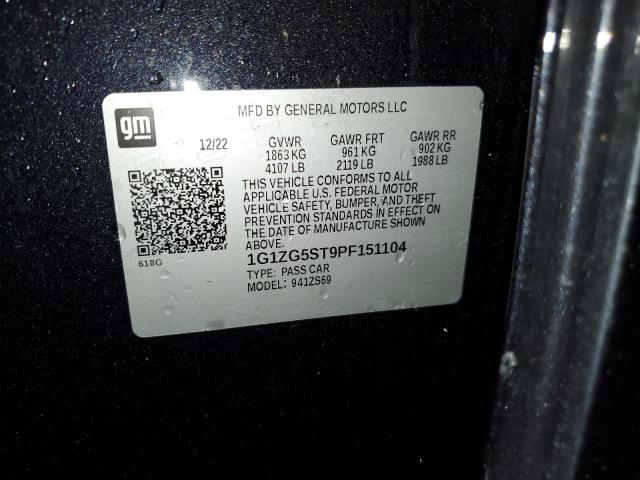 MFD BY GENERAL MOTORS LLC
gm
12/22 GVWR GAWR FRT GAWR RR
1863 KG 961 KG 902 KG
4107 LB 2119 LB 1988 LB
THIS VEHICLE CONFORMS TO ALL
APPLICABLE U.S. FEDERAL MOTOR
VEHICLE SAFETY, BUMPER, AND THEFT
PREVENTION STANDARDS IN EFFECT ON
THE DATE OF MANUFACTURE SHOWN
ABOVE.
618G
1G1ZG5ST9PF151104
TYPE: PASS CAR
MODEL: 941ZS69